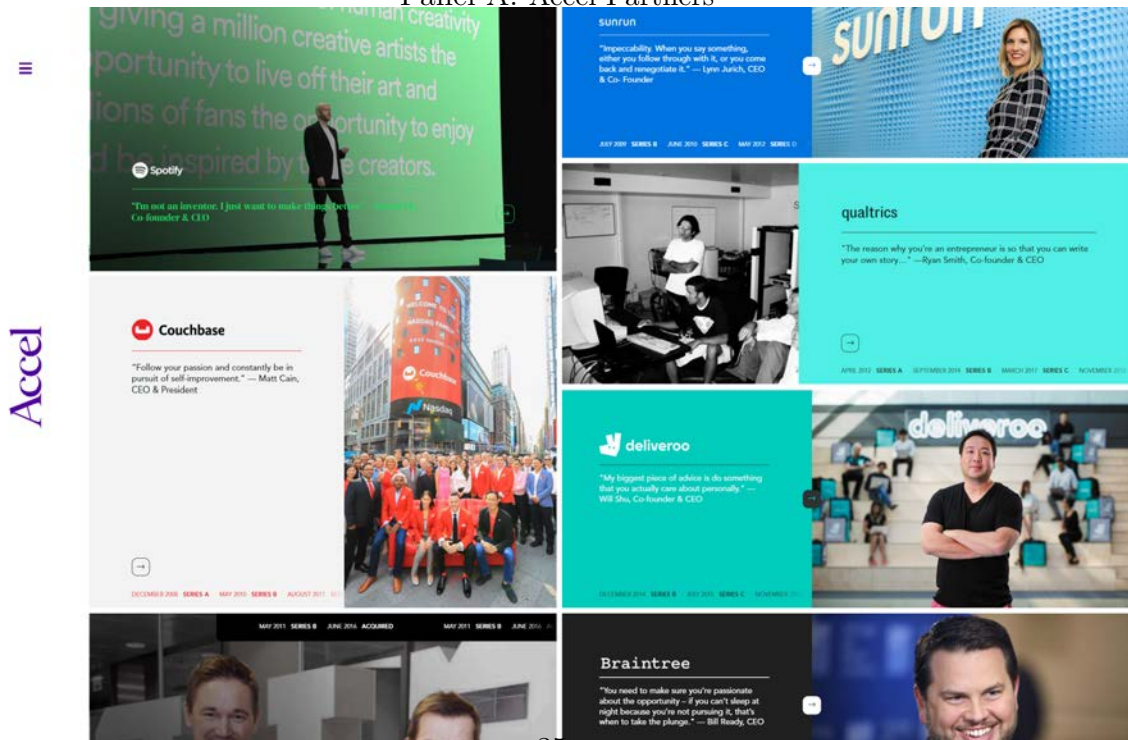 Panel A: Accel Partners
giving a million creative artists the
opportunity to live off their art and
of fans the opportunity to enjoy
be inspired by
creators.
human creativity
Spotify
"I'm not an inventor. I just want to make things better"
Co-founder & CEO
sunrun
"Impeccability. When you say something,
either you follow through with it, or you come
back and renegotiate it." — Lynn Jurich, CEO
& Co- Founder
JULY 2009 SERIES B JUNE 2010 SERIES C MAY 2012 SERIES D
sunrun
qualtrics
"The reason why you're an entrepreneur is so that you can write
your own story..." —Ryan Smith, Co-founder & CEO
APRIL 2012 SERIES A SEPTEMBER 2014 SERIES B MARCH 2017 SERIES C NOVEMBER
Accel
Couchbase
"Follow your passion and constantly be in
pursuit of self-improvement." — Matt Cain,
CEO & President
DECEMBER 2008 SERIES A MAY 2010 SERIES B AUGUST 2011
WELCOME TO
NASDAQ
Couchbase
Nasdaq
deliveroo
"My biggest piece of advice is do something
that you actually care about personally." —
Will Shu, Co-founder & CEO
DECEMBER 2014 SERIES B JULY 2015 SERIES C NOVEMBER
deliveroo
MAY 2011 SERIES B JUNE 2016 ACQUIRED MAY 2011 SERIES B JUNE 2016
Braintree
"You need to make sure you're passionate
about the opportunity – if you can't sleep at
night because you're not pursuing it, that's
when to take the plunge." — Bill Ready, CEO